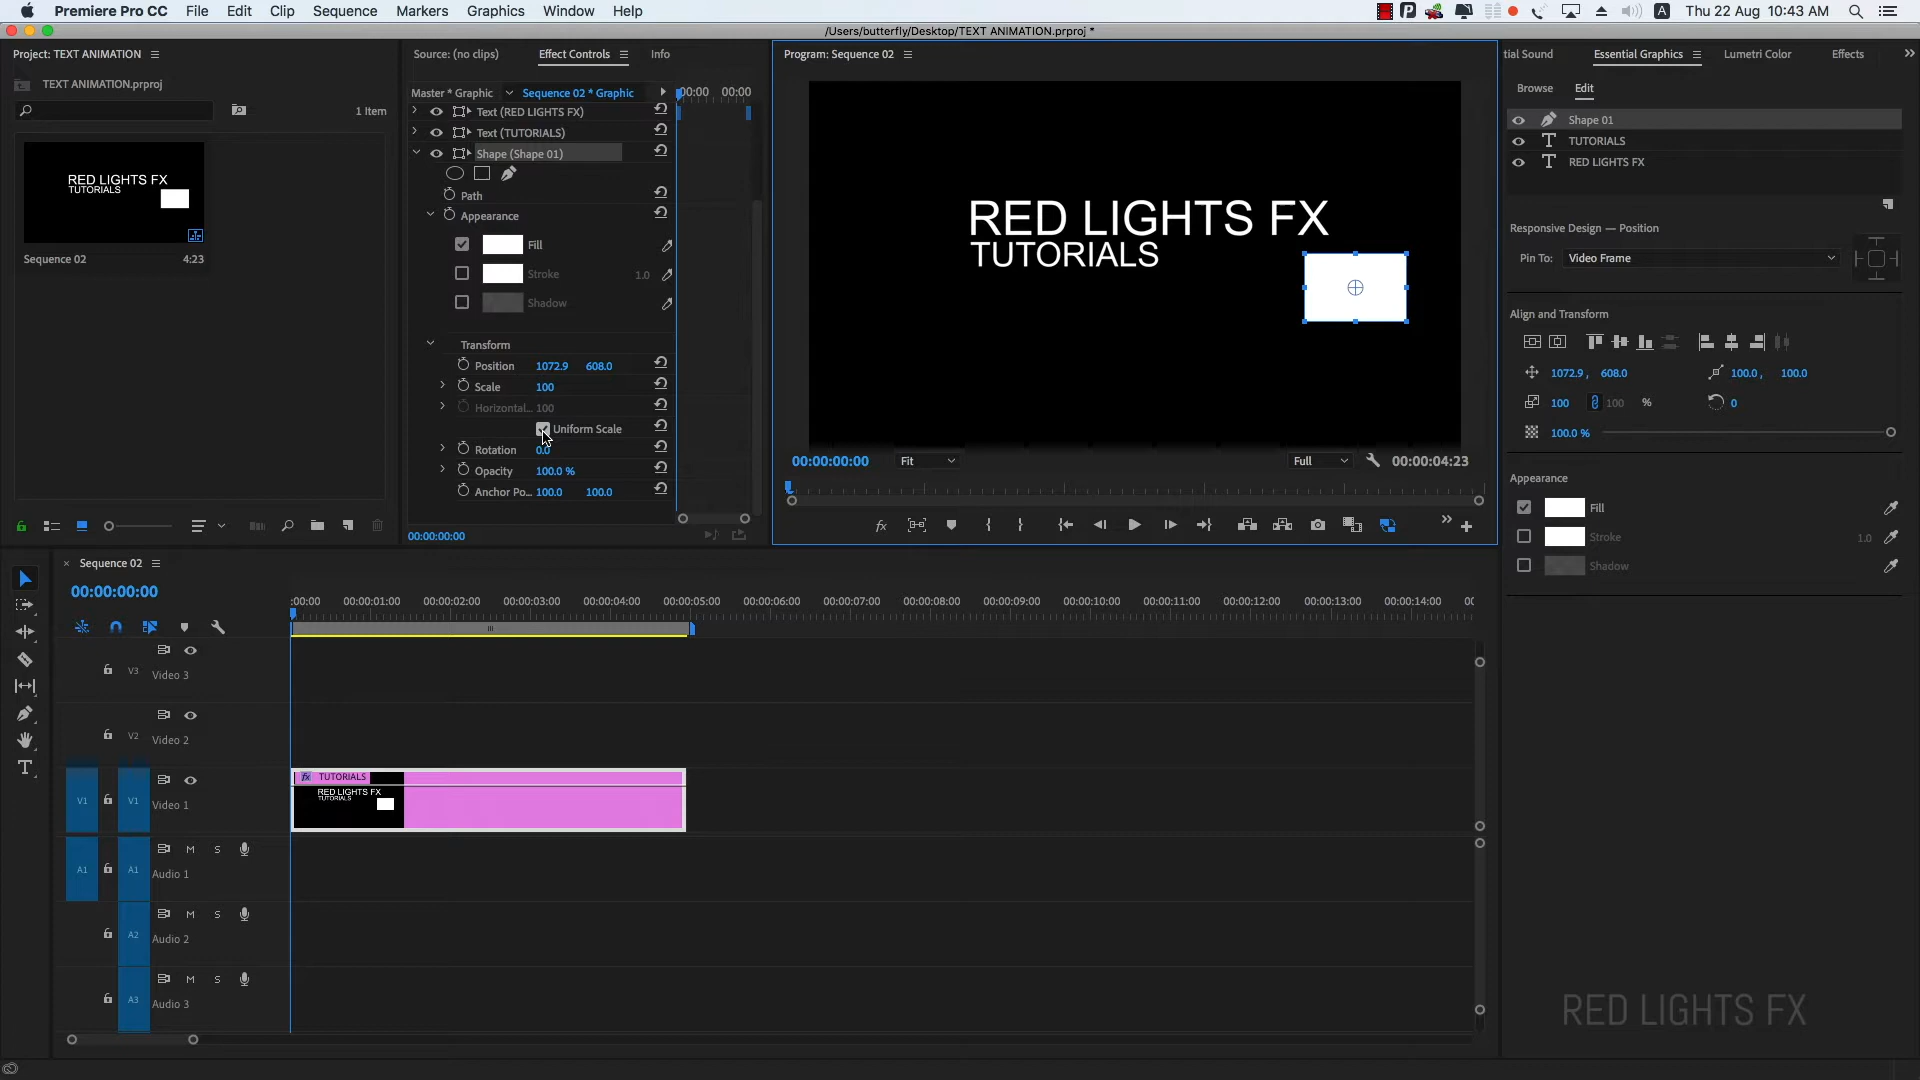 Premiere Pro CC File Edit Clip Sequence Markers Graphics Window Help A Thu 22 Aug 10:43 AM
/Users/butterfly/Desktop/TEXT ANIMATION.prproj *
Project: TEXT ANIMATION
TEXT ANIMATION.prproj
1 Item
RED LIGHTS FX
TUTORIALS
Sequence 02 4:23
Source: (no clips) Effect Controls Info
Master * Graphic Sequence 02 * Graphic
00:00 00:00
Text (RED LIGHTS FX)
Text (TUTORIALS)
Shape (Shape 01)
Path
Appearance
Fill
Stroke 1.0
Shadow
Transform
Position 1072.9 608.0
Scale 100
Horizontal... 100
Uniform Scale
Rotation 0.0
Opacity 100.0 %
Anchor Po... 100.0 100.0
00:00:00:00
Program: Sequence 02
RED LIGHTS FX
TUTORIALS
00:00:00:00 Fit Full 00:00:04:23
tial Sound Essential Graphics Lumetri Color Effects
Browse Edit
Shape 01
TUTORIALS
RED LIGHTS FX
Responsive Design — Position
Pin To: Video Frame
Align and Transform
1072.9 , 608.0 100.0 , 100.0
100 100 % 0
100.0 %
Appearance
Fill
Stroke 1.0
Shadow
Sequence 02
00:00:00:00
:00:00 00:00:01:00 00:00:02:00 00:00:03:00 00:00:04:00 00:00:05:00 00:00:06:00 00:00:07:00 00:00:08:00 00:00:09:00 00:00:10:00 00:00:11:00 00:00:12:00 00:00:13:00 00:00:14:00 00
V3 Video 3
V2 Video 2
V1 V1 Video 1
fx TUTORIALS
RED LIGHTS FX
TUTORIALS
A1 A1 M S Audio 1
A2 M S Audio 2
A3 M S Audio 3
RED LIGHTS FX